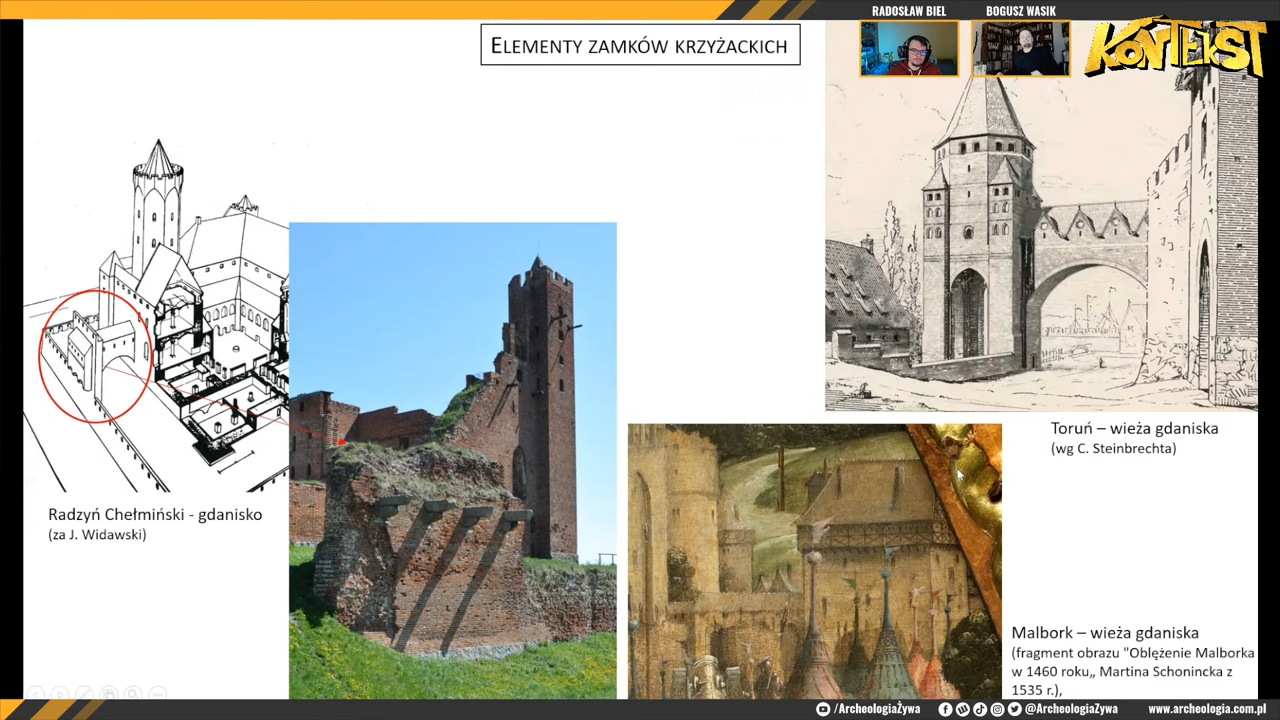 RADOSŁAW BIEL
BOGUSZ WASIK
KONTEKST
ELEMENTY ZAMKÓW KRZYŻACKICH
Toruń – wieża gdaniska
(wg C. Steinbrechta)
Radzyń Chełmiński - gdanisko
(za J. Widawski)
Malbork – wieża gdaniska
(fragment obrazu "Oblężenie Malborka
w 1460 roku„ Martina Schonincka z
1535 r.),
/ArcheologiaŻywa
@ArcheologiaŻywa
www.archeologia.com.pl